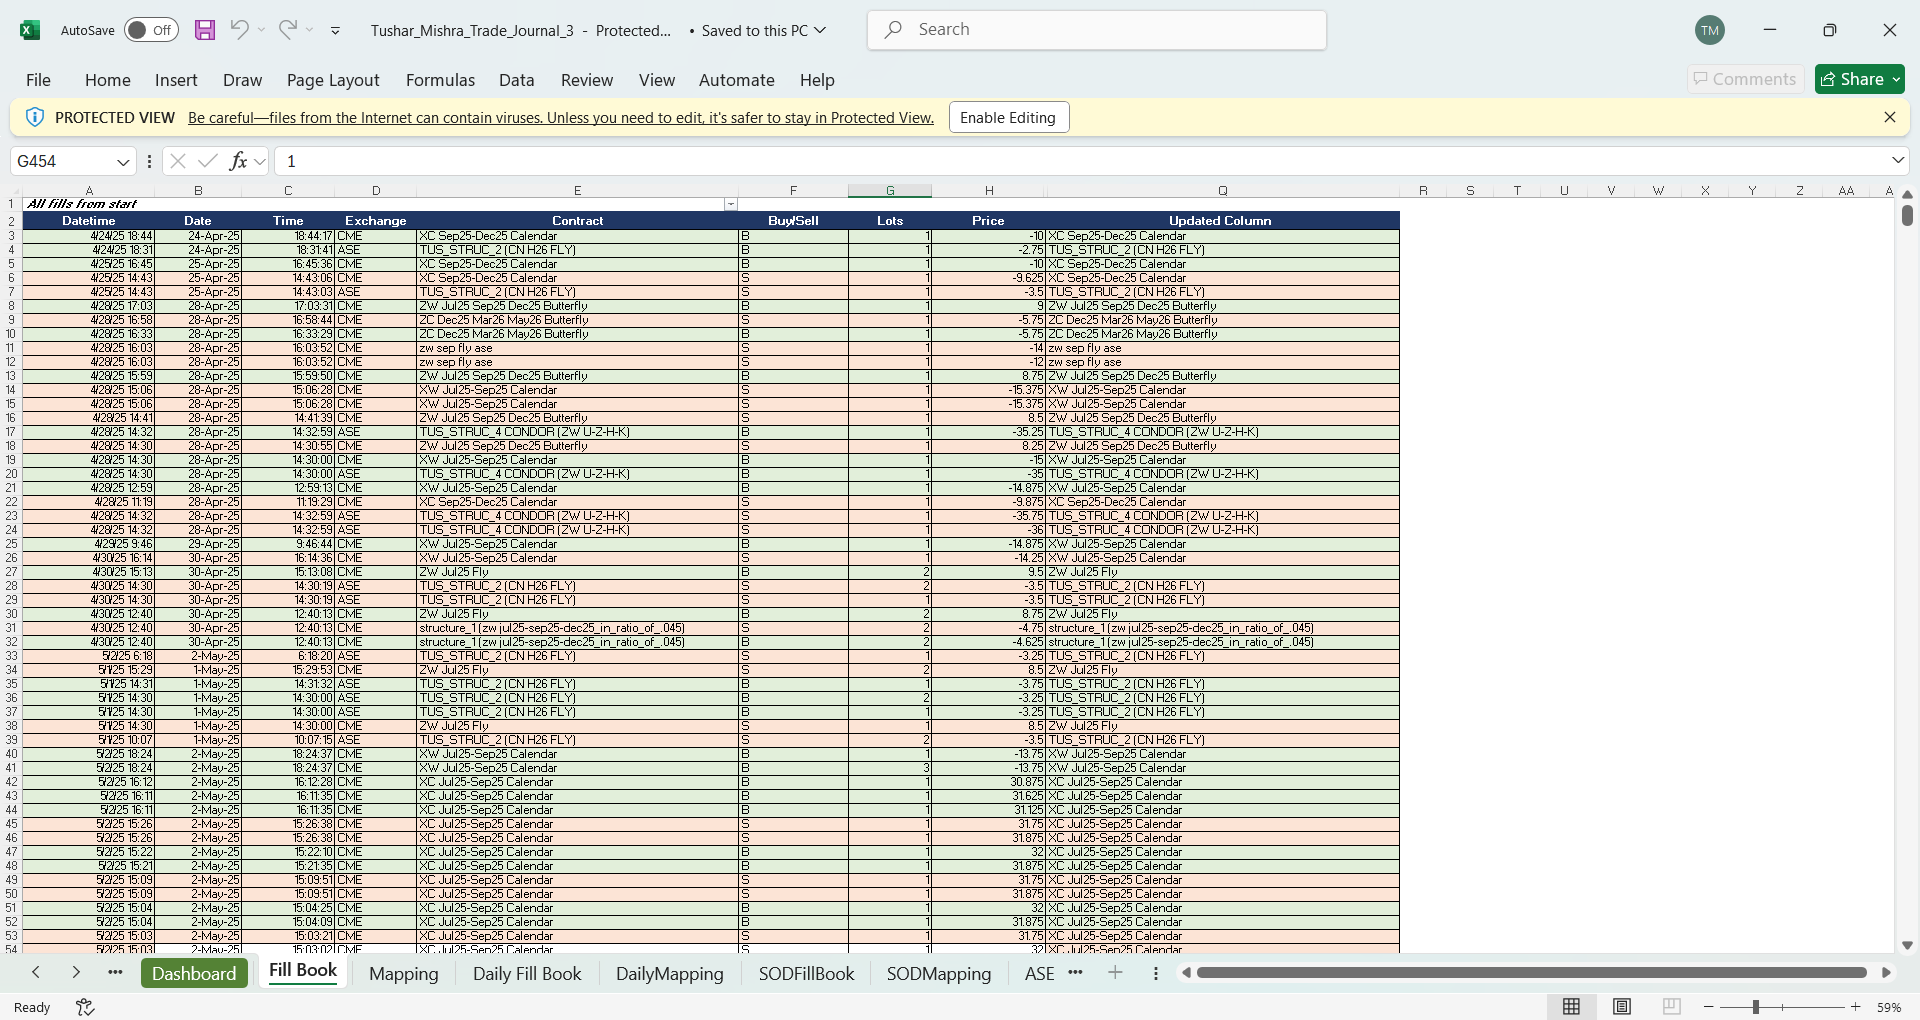 AutoSave Off Tushar_Mishra_Trade_Journal_3 - Protected... • Saved to this PC Search TM
File Home Insert Draw Page Layout Formulas Data Review View Automate Help Comments Share
PROTECTED VIEW Be careful—files from the Internet can contain viruses. Unless you need to edit, it's safer to stay in Protected View. Enable Editing
G454 fx 1
A B C D E F G H Q R S T U V W X Y Z AA A
1 All fills from start
2 Datetime Date Time Exchange Contract Buy/Sell Lots Price Updated Column
3 4/24/25 18:44 24-Apr-25 18:44:17 CME XC Sep25-Dec25 Calendar B 1 -10 XC Sep25-Dec25 Calendar
4 4/24/25 18:31 24-Apr-25 18:31:41 ASE TUS_STRUC_2 (CN H26 FLY) B 1 -2.75 TUS_STRUC_2 (CN H26 FLY)
5 4/25/25 16:45 25-Apr-25 16:45:36 CME XC Sep25-Dec25 Calendar B 1 -10 XC Sep25-Dec25 Calendar
6 4/25/25 14:43 25-Apr-25 14:43:06 CME XC Sep25-Dec25 Calendar S 1 -9.625 XC Sep25-Dec25 Calendar
7 4/25/25 14:43 25-Apr-25 14:43:03 ASE TUS_STRUC_2 (CN H26 FLY) S 1 -3.5 TUS_STRUC_2 (CN H26 FLY)
8 4/28/25 17:03 28-Apr-25 17:03:31 CME ZW Jul25 Sep25 Dec25 Butterfly B 1 9 ZW Jul25 Sep25 Dec25 Butterfly
9 4/28/25 16:58 28-Apr-25 16:58:44 CME ZC Dec25 Mar26 May26 Butterfly S 1 -5.75 ZC Dec25 Mar26 May26 Butterfly
10 4/28/25 16:33 28-Apr-25 16:33:29 CME ZC Dec25 Mar26 May26 Butterfly B 1 -5.75 ZC Dec25 Mar26 May26 Butterfly
11 4/28/25 16:03 28-Apr-25 16:03:52 CME zw sep fly ase S 1 -14 zw sep fly ase
12 4/28/25 16:03 28-Apr-25 16:03:52 CME zw sep fly ase S 1 -12 zw sep fly ase
13 4/28/25 15:59 28-Apr-25 15:59:50 CME ZW Jul25 Sep25 Dec25 Butterfly B 1 8.75 ZW Jul25 Sep25 Dec25 Butterfly
14 4/28/25 15:06 28-Apr-25 15:06:28 CME XW Jul25-Sep25 Calendar S 1 -15.375 XW Jul25-Sep25 Calendar
15 4/28/25 15:06 28-Apr-25 15:06:28 CME XW Jul25-Sep25 Calendar S 1 -15.375 XW Jul25-Sep25 Calendar
16 4/28/25 14:41 28-Apr-25 14:41:39 CME ZW Jul25 Sep25 Dec25 Butterfly S 1 8.5 ZW Jul25 Sep25 Dec25 Butterfly
17 4/28/25 14:32 28-Apr-25 14:32:59 ASE TUS_STRUC_4 CONDOR (ZW U-Z-H-K) B 1 -35.25 TUS_STRUC_4 CONDOR (ZW U-Z-H-K)
18 4/28/25 14:30 28-Apr-25 14:30:55 CME ZW Jul25 Sep25 Dec25 Butterfly S 1 8.25 ZW Jul25 Sep25 Dec25 Butterfly
19 4/28/25 14:30 28-Apr-25 14:30:00 CME XW Jul25-Sep25 Calendar B 1 -15 XW Jul25-Sep25 Calendar
20 4/28/25 14:30 28-Apr-25 14:30:00 ASE TUS_STRUC_4 CONDOR (ZW U-Z-H-K) B 1 -35 TUS_STRUC_4 CONDOR (ZW U-Z-H-K)
21 4/28/25 12:59 28-Apr-25 12:59:13 CME XW Jul25-Sep25 Calendar B 1 -14.875 XW Jul25-Sep25 Calendar
22 4/28/25 11:19 28-Apr-25 11:19:29 CME XC Sep25-Dec25 Calendar S 1 -9.875 XC Sep25-Dec25 Calendar
23 4/28/25 14:32 28-Apr-25 14:32:59 ASE TUS_STRUC_4 CONDOR (ZW U-Z-H-K) S 1 -35.75 TUS_STRUC_4 CONDOR (ZW U-Z-H-K)
24 4/28/25 14:32 28-Apr-25 14:32:59 ASE TUS_STRUC_4 CONDOR (ZW U-Z-H-K) S 1 -36 TUS_STRUC_4 CONDOR (ZW U-Z-H-K)
25 4/29/25 9:46 29-Apr-25 9:46:44 CME XW Jul25-Sep25 Calendar B 1 -14.875 XW Jul25-Sep25 Calendar
26 4/30/25 16:14 30-Apr-25 16:14:36 CME XW Jul25-Sep25 Calendar S 1 -14.25 XW Jul25-Sep25 Calendar
27 4/30/25 15:13 30-Apr-25 15:13:08 CME ZW Jul25 Fly B 2 9.5 ZW Jul25 Fly
28 4/30/25 14:30 30-Apr-25 14:30:19 ASE TUS_STRUC_2 (CN H26 FLY) S 2 -3.5 TUS_STRUC_2 (CN H26 FLY)
29 4/30/25 14:30 30-Apr-25 14:30:19 ASE TUS_STRUC_2 (CN H26 FLY) S 1 -3.5 TUS_STRUC_2 (CN H26 FLY)
30 4/30/25 12:40 30-Apr-25 12:40:13 CME ZW Jul25 Fly B 2 8.75 ZW Jul25 Fly
31 4/30/25 12:40 30-Apr-25 12:40:13 CME structure_1 (zw jul25-sep25-dec25_in_ratio_of_.045) S 2 -4.75 structure_1 (zw jul25-sep25-dec25_in_ratio_of_.045)
32 4/30/25 12:40 30-Apr-25 12:40:13 CME structure_1 (zw jul25-sep25-dec25_in_ratio_of_.045) B 2 -4.625 structure_1 (zw jul25-sep25-dec25_in_ratio_of_.045)
33 5/2/25 6:18 2-May-25 6:18:20 ASE TUS_STRUC_2 (CN H26 FLY) S 1 -3.25 TUS_STRUC_2 (CN H26 FLY)
34 5/1/25 15:29 1-May-25 15:29:53 CME ZW Jul25 Fly S 2 8.5 ZW Jul25 Fly
35 5/1/25 14:31 1-May-25 14:31:32 ASE TUS_STRUC_2 (CN H26 FLY) B 1 -3.75 TUS_STRUC_2 (CN H26 FLY)
36 5/1/25 14:30 1-May-25 14:30:00 ASE TUS_STRUC_2 (CN H26 FLY) B 2 -3.25 TUS_STRUC_2 (CN H26 FLY)
37 5/1/25 14:30 1-May-25 14:30:00 ASE TUS_STRUC_2 (CN H26 FLY) B 1 -3.25 TUS_STRUC_2 (CN H26 FLY)
38 5/1/25 14:30 1-May-25 14:30:00 CME ZW Jul25 Fly S 1 8.5 ZW Jul25 Fly
39 5/1/25 10:07 1-May-25 10:07:15 ASE TUS_STRUC_2 (CN H26 FLY) S 2 -3.5 TUS_STRUC_2 (CN H26 FLY)
40 5/2/25 18:24 2-May-25 18:24:37 CME XW Jul25-Sep25 Calendar B 1 -13.75 XW Jul25-Sep25 Calendar
41 5/2/25 18:24 2-May-25 18:24:37 CME XW Jul25-Sep25 Calendar B 3 -13.75 XW Jul25-Sep25 Calendar
42 5/2/25 16:12 2-May-25 16:12:28 CME XC Jul25-Sep25 Calendar B 1 30.875 XC Jul25-Sep25 Calendar
43 5/2/25 16:11 2-May-25 16:11:35 CME XC Jul25-Sep25 Calendar B 1 31.625 XC Jul25-Sep25 Calendar
44 5/2/25 16:11 2-May-25 16:11:35 CME XC Jul25-Sep25 Calendar B 1 31.125 XC Jul25-Sep25 Calendar
45 5/2/25 15:26 2-May-25 15:26:38 CME XC Jul25-Sep25 Calendar S 1 31.75 XC Jul25-Sep25 Calendar
46 5/2/25 15:26 2-May-25 15:26:38 CME XC Jul25-Sep25 Calendar S 1 31.875 XC Jul25-Sep25 Calendar
47 5/2/25 15:22 2-May-25 15:22:10 CME XC Jul25-Sep25 Calendar B 1 32 XC Jul25-Sep25 Calendar
48 5/2/25 15:21 2-May-25 15:21:35 CME XC Jul25-Sep25 Calendar B 1 31.875 XC Jul25-Sep25 Calendar
49 5/2/25 15:09 2-May-25 15:09:51 CME XC Jul25-Sep25 Calendar S 1 31.75 XC Jul25-Sep25 Calendar
50 5/2/25 15:09 2-May-25 15:09:51 CME XC Jul25-Sep25 Calendar S 1 31.875 XC Jul25-Sep25 Calendar
51 5/2/25 15:04 2-May-25 15:04:25 CME XC Jul25-Sep25 Calendar B 1 32 XC Jul25-Sep25 Calendar
52 5/2/25 15:04 2-May-25 15:04:09 CME XC Jul25-Sep25 Calendar B 1 31.875 XC Jul25-Sep25 Calendar
53 5/2/25 15:03 2-May-25 15:03:21 CME XC Jul25-Sep25 Calendar S 1 31.75 XC Jul25-Sep25 Calendar
54 5/2/25 15:03 2-May-25 15:03:02 CME XC Jul25-Sep25 Calendar S 1 32 XC Jul25-Sep25 Calendar
Dashboard Fill Book Mapping Daily Fill Book DailyMapping SODFillBook SODMapping ASE
Ready 59%